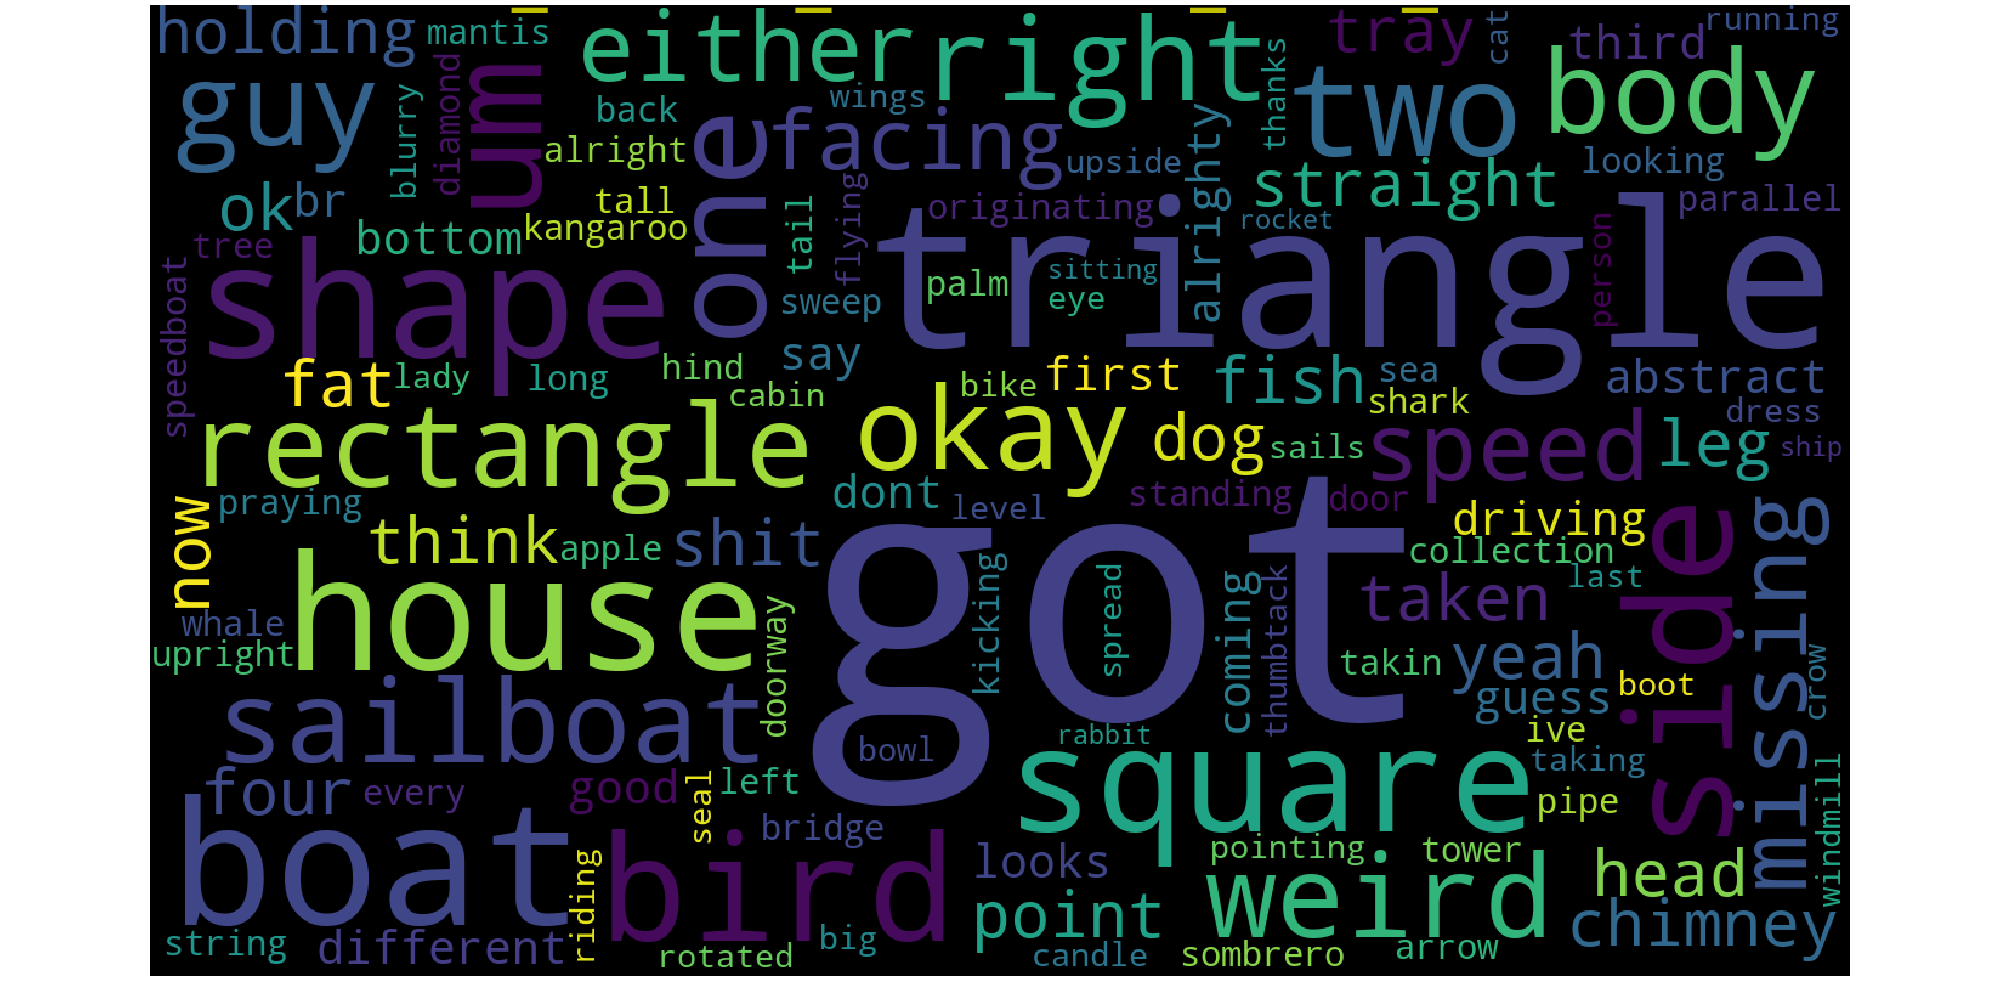 holding
mantis
either
right
tray
third
running
cat
guy
diamond
um
back
wings
thanks
two
body
blurry
alright
one
facing
upside
alrighty
straight
looking
ok
br
tall
kangaroo
tail
flying
originating
rocket
parallel
tree
bottom
sweep
palm
sitting
eye
person
speedboat
shape
triangle
say
fat
lady
long
hind
cabin
bike
first
fish
sea
abstract
shark
dress
rectangle
okay
dog
sails
speed
leg
ship
now
praying
dont
level
standing
door
driving
missing
think
apple
shit
collection
side
last
house
got
kicking
spread
coming
thumbtack
taken
whale
upright
doorway
takin
yeah
guess
boot
crow
sailboat
bowl
rabbit
ive
four
every
good
seal
left
square
taking
pipe
windmill
boat
bird
bridge
looks
pointing
tower
weird
head
riding
point
chimney
string
different
rotated
big
candle
sombrero
arrow